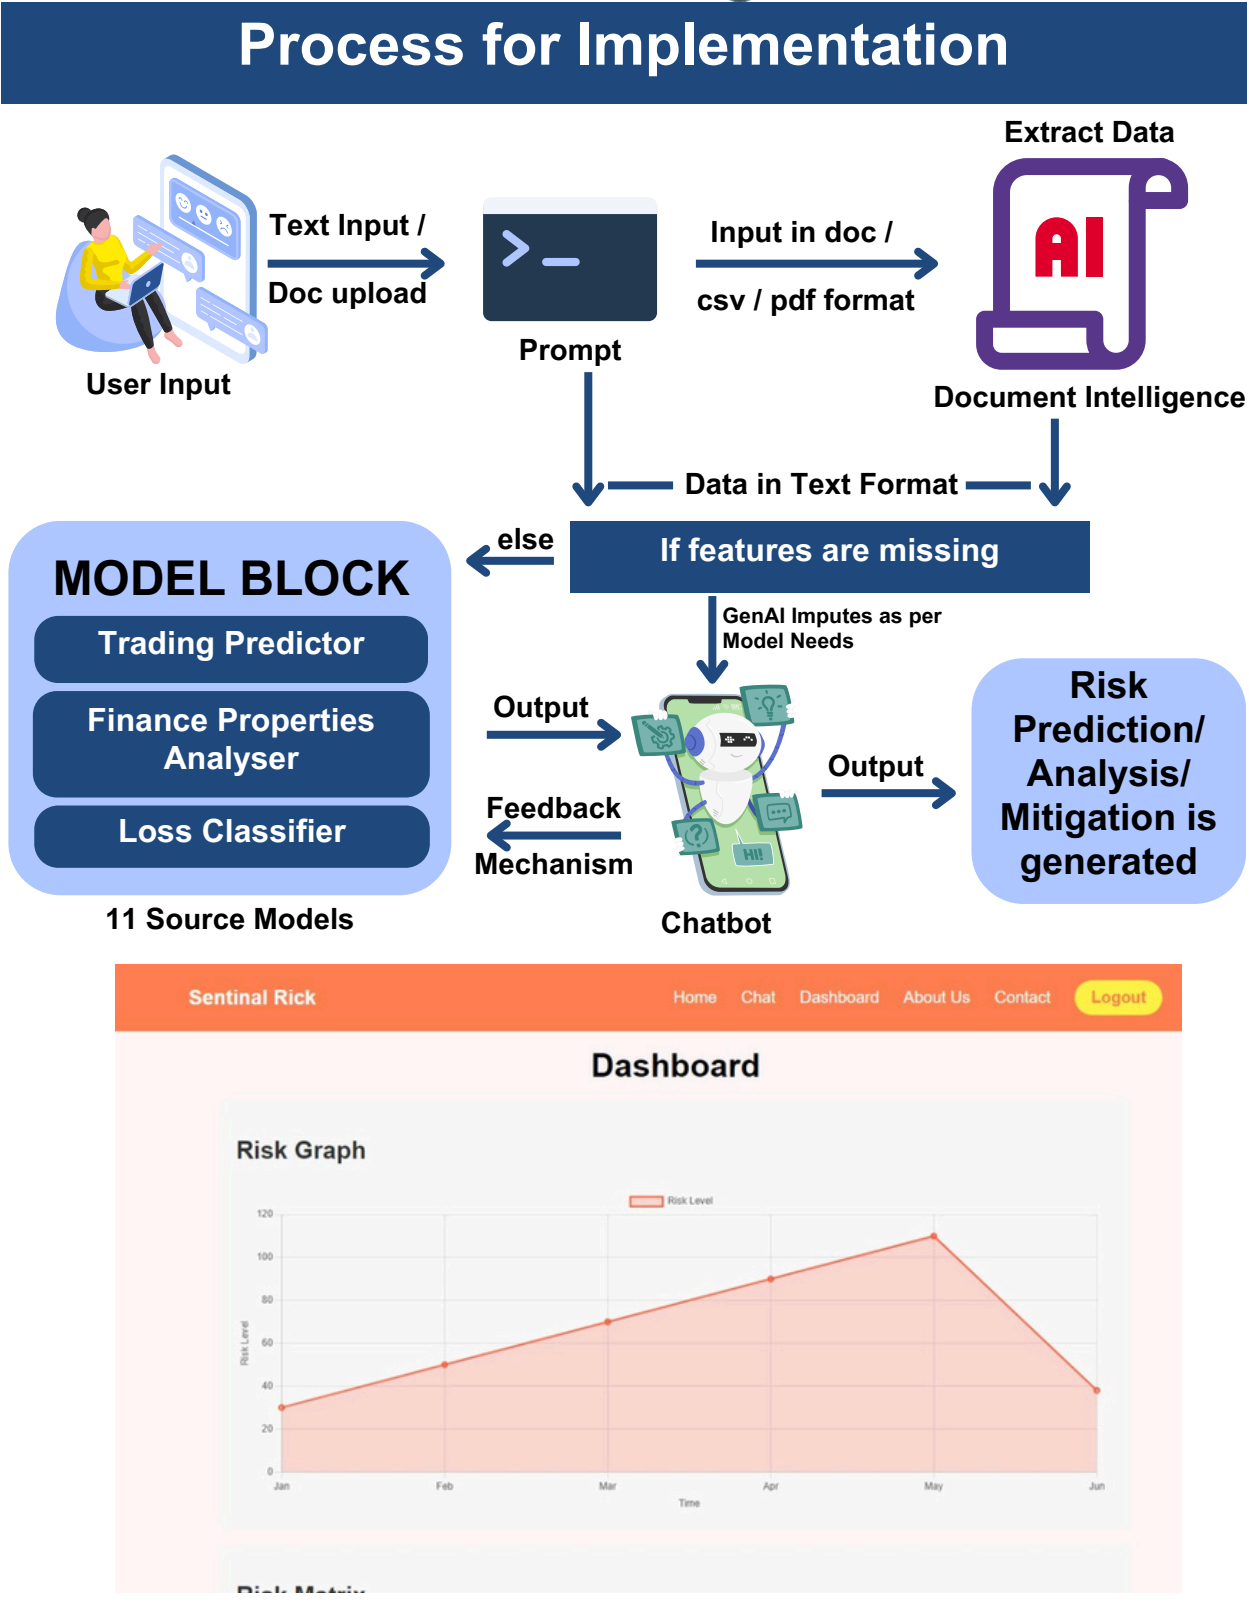 Process for Implementation
Extract Data
Text Input /
Doc upload
>_
Input in doc /
csv / pdf format
AI
User Input
Prompt
Document Intelligence
Data in Text Format
else
If features are missing
MODEL BLOCK
Trading Predictor
Finance Properties
Analyser
Loss Classifier
11 Source Models
GenAI Imputes as per
Model Needs
Output
Feedback
Mechanism
HI!
?
Chatbot
Output
Risk
Prediction/
Analysis/
Mitigation is
generated
Sentinal Rick
Home Chat Dashboard About Us Contact Logout
Dashboard
Risk Graph
Risk Level
120
100
80
60
40
20
0
Risk Level
Jan Feb Mar Apr May Jun
Time
Risk Matrix